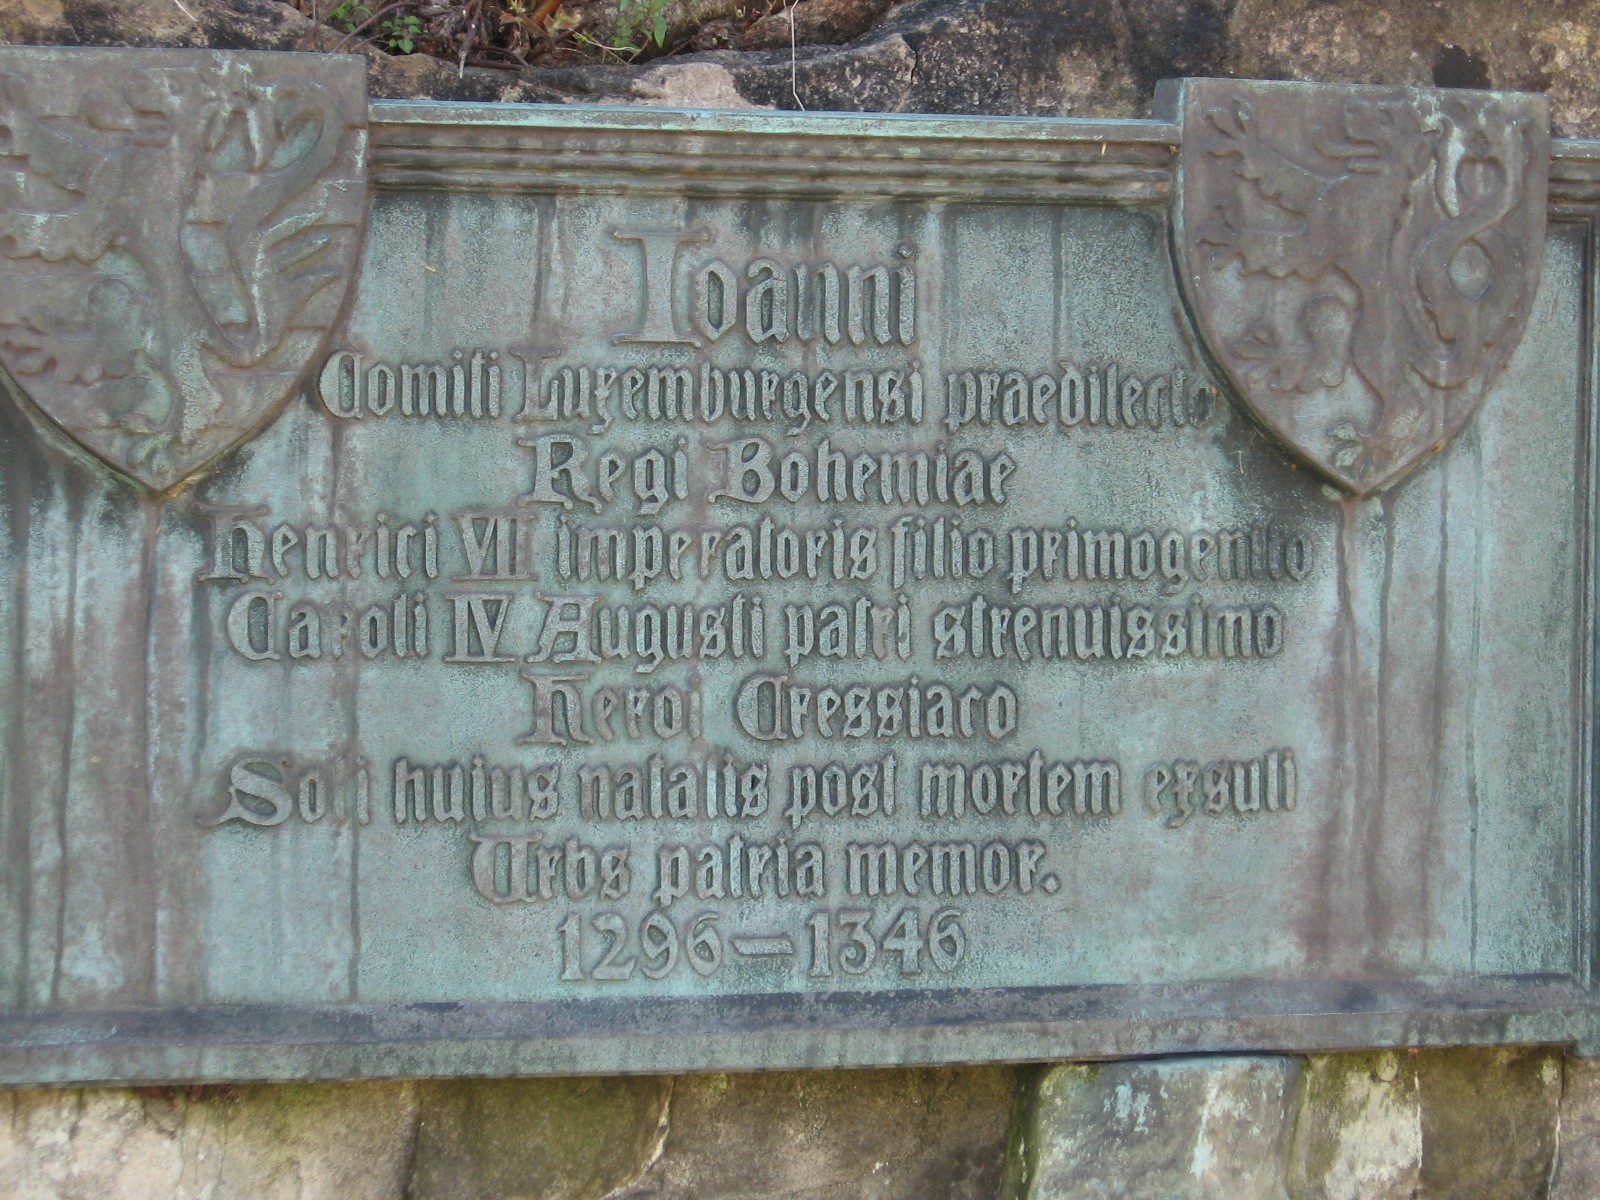 Ioanni
Comiti Luxemburgensi praedilecto
Regi Bohemiae
Henrici VII imperatoris filio primogenito
Caroli IV Augusti patri strenuissimo
Heroi Cressiaco
Soli huius natalis post mortem exsuli
Urbs patria memor.
1296–1346